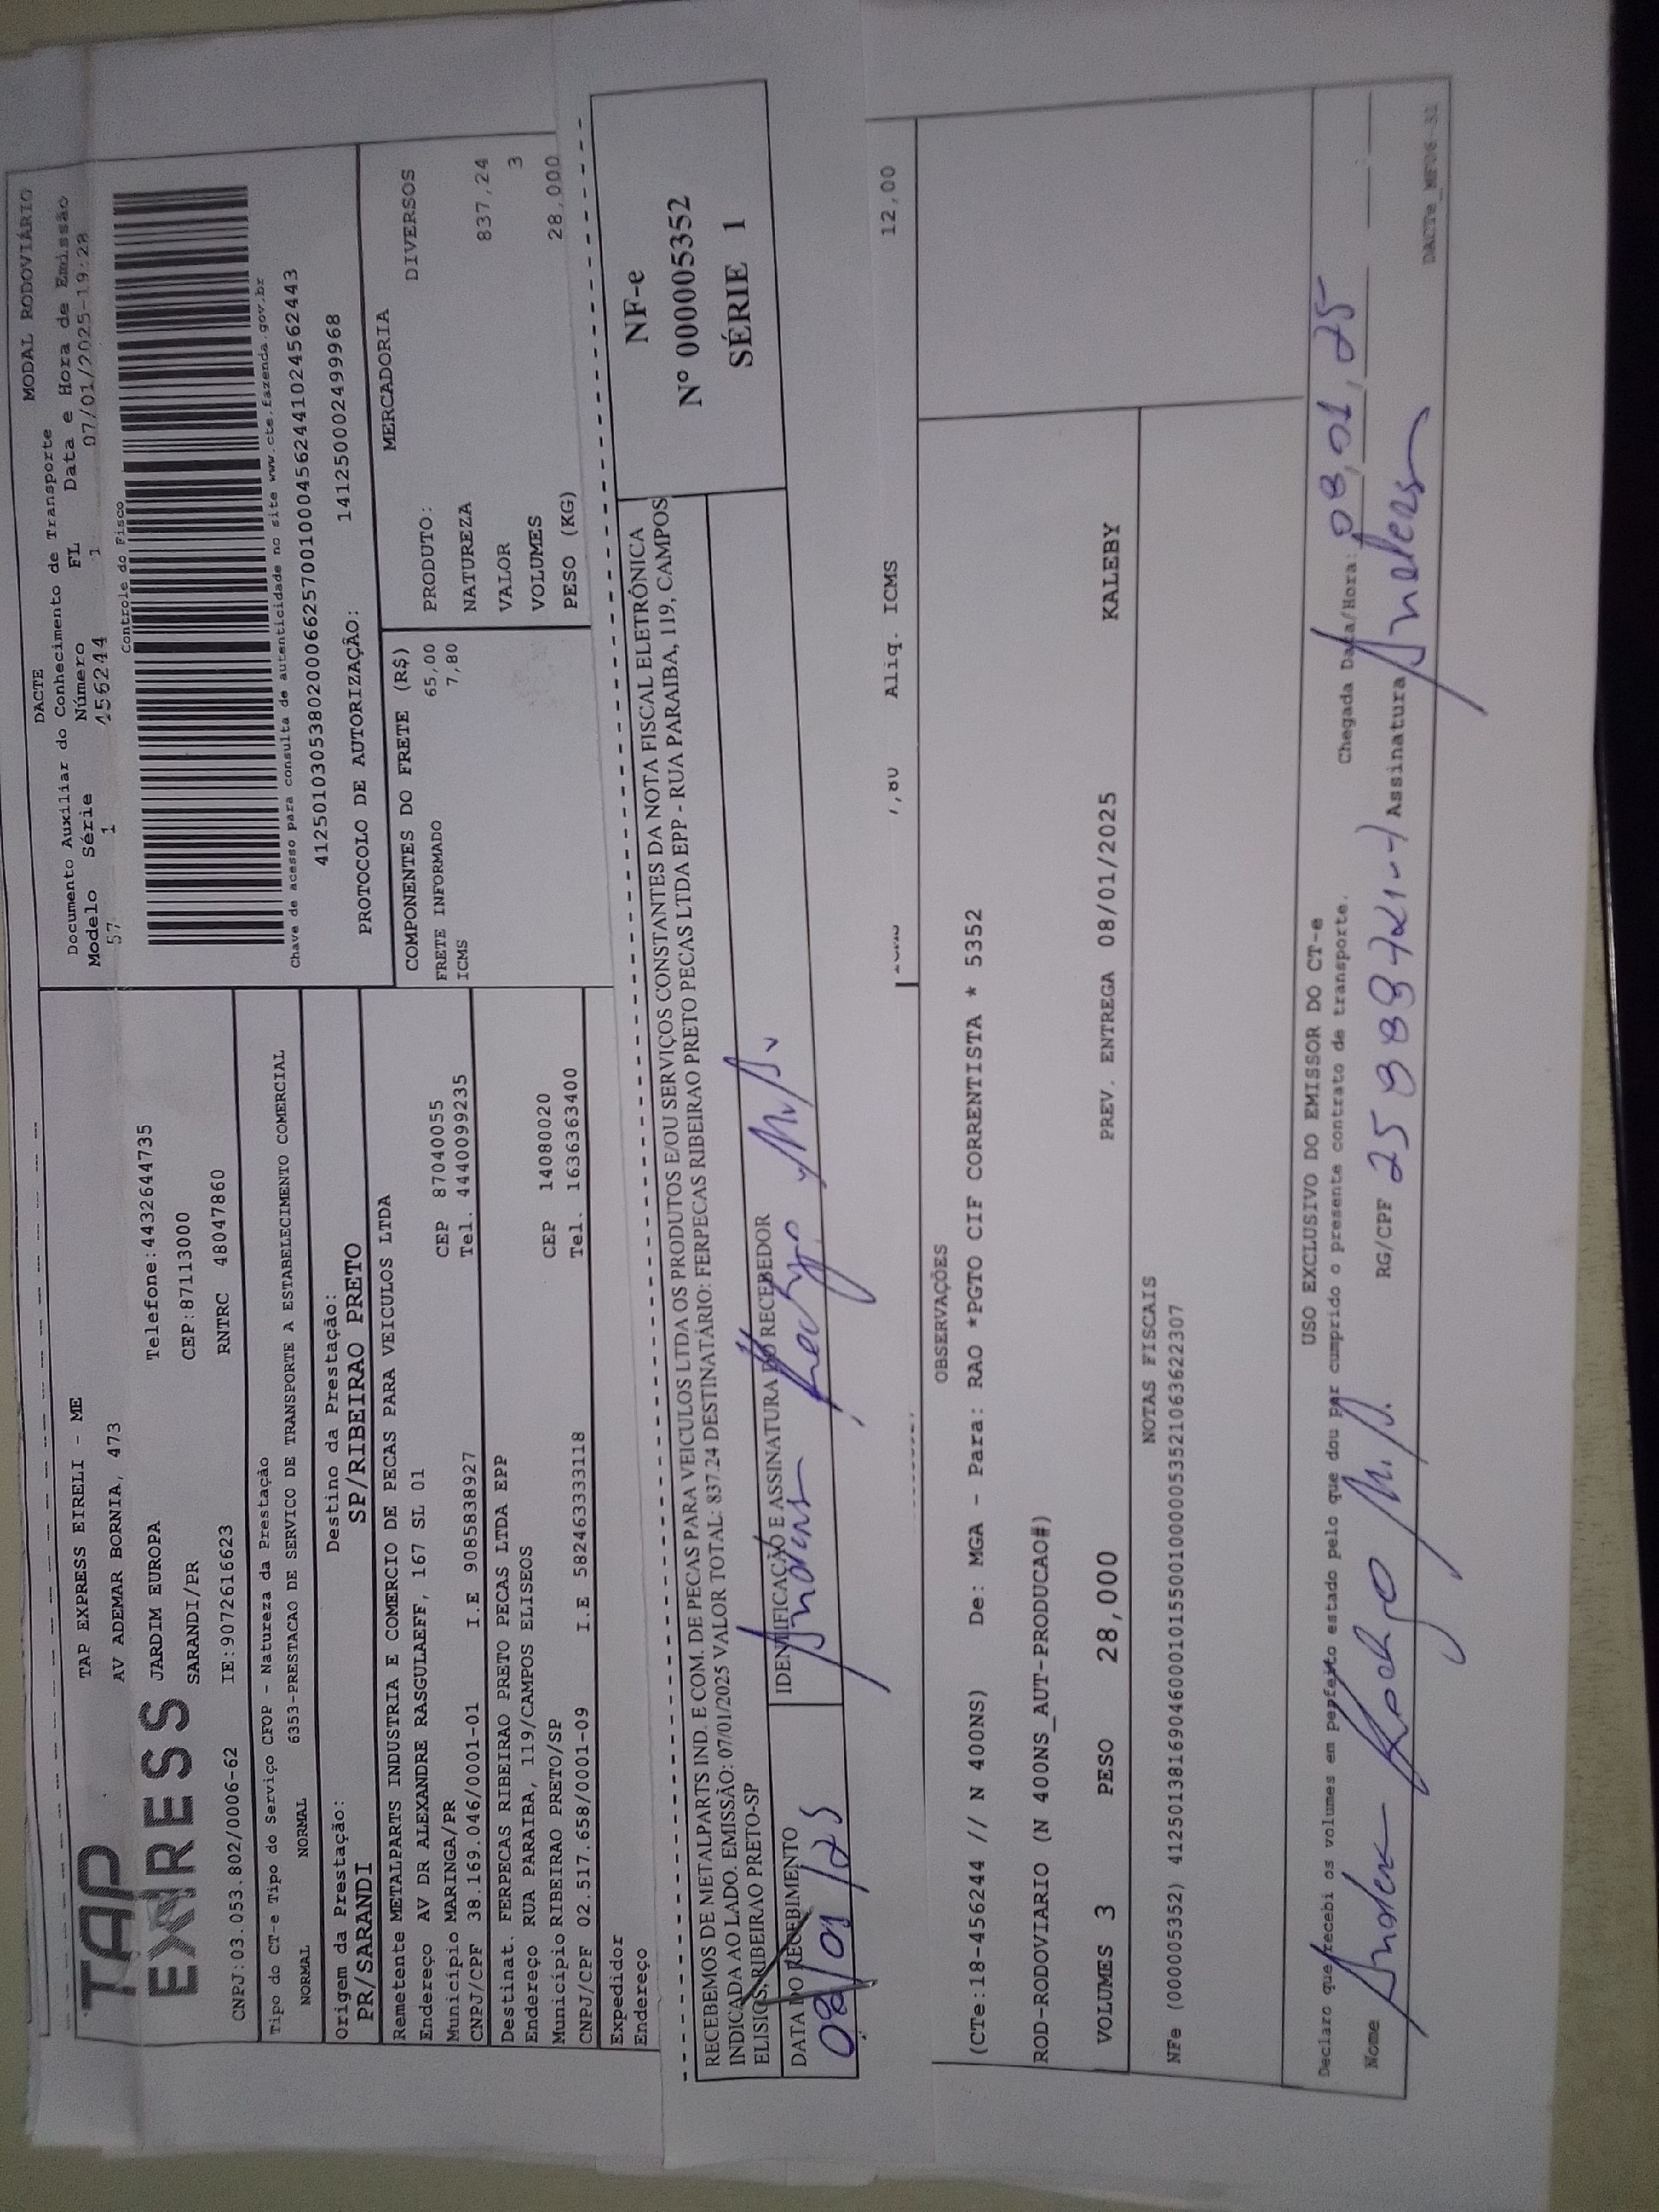 TAP
EXPRESS
TAP EXPRESS EIRELI - ME
AV ADEMAR BORNIA, 473
JARDIM EUROPA Telefone:4432644735
SARANDI/PR CEP:87113000
CNPJ:03.053.802/0006-62 IE:9072616623 RNTRC 48047860
DACTE MODAL RODOVIÁRIO
Documento Auxiliar do Conhecimento de Transporte
Modelo Série Número FL Data e Hora de Emissão
57 1 456244 1 07/01/2025-19:28
Controle do Fisco
Chave de acesso para consulta de autenticidade no site www.cte.fazenda.gov.br
41250103053802000662570010004562441024562443
PROTOCOLO DE AUTORIZAÇÃO: 141250002499968
Tipo do CT-e Tipo do Serviço CFOP - Natureza da Prestação
NORMAL NORMAL 6353-PRESTACAO DE SERVICO DE TRANSPORTE A ESTABELECIMENTO COMERCIAL
Origem da Prestação: Destino da Prestação:
PR/SARANDI SP/RIBEIRAO PRETO
Remetente METALPARTS INDUSTRIA E COMERCIO DE PECAS PARA VEICULOS LTDA
Endereço AV DR ALEXANDRE RASGULAEFF, 167 SL 01
Município MARINGA/PR CEP 87040055
CNPJ/CPF 38.169.046/0001-01 I.E 9085838927 Tel. 4440099235
Destinat. FERPECAS RIBEIRAO PRETO PECAS LTDA EPP
Endereço RUA PARAIBA, 119/CAMPOS ELISEOS
Município RIBEIRAO PRETO/SP CEP 14080020
CNPJ/CPF 02.517.658/0001-09 I.E 582463333118 Tel. 1636363400
Expedidor
Endereço
COMPONENTES DO FRETE (R$)
FRETE INFORMADO 65,00
ICMS 7,80
MERCADORIA
PRODUTO: DIVERSOS
NATUREZA
VALOR 837,24
VOLUMES 3
PESO (KG) 28,000
RECEBEMOS DE METALPARTS IND. E COM. DE PECAS PARA VEICULOS LTDA OS PRODUTOS E/OU SERVIÇOS CONSTANTES DA NOTA FISCAL ELETRÔNICA
INDICADA AO LADO. EMISSÃO: 07/01/2025 VALOR TOTAL: 837.24 DESTINATÁRIO: FERPECAS RIBEIRAO PRETO PECAS LTDA EPP - RUA PARAIBA, 119, CAMPOS
ELISIOS, RIBEIRAO PRETO-SP
DATA DO RECEBIMENTO IDENTIFICAÇÃO E ASSINATURA DO RECEBEDOR
08/01/25
NF-e
Nº 000005352
SÉRIE 1
7,80 Aliq. ICMS 12,00
OBSERVAÇÕES
(CTe:18-456244 // N 400NS) De: MGA - Para: RAO *PGTO CIF CORRENTISTA * 5352
ROD-RODOVIARIO (N 400NS_AUT-PRODUCAO#)
VOLUMES 3 PESO 28,000 PREV. ENTREGA 08/01/2025 KALEBY
NOTAS FISCAIS
NFe (000005352) 41250138169046000101550010000053521063622307
USO EXCLUSIVO DO EMISSOR DO CT-e
Declaro que recebi os volumes em perfeito estado pelo que dou por cumprido o presente contrato de transporte.
Chegada Data/Hora: 08,01,25
Nome RG/CPF Assinatura
DACTe_MF06-31